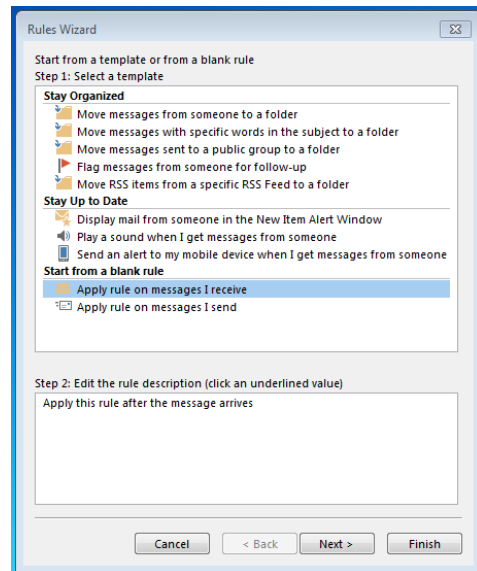 Rules Wizard
Start from a template or from a blank rule
Step 1: Select a template
Stay Organized
Move messages from someone to a folder
Move messages with specific words in the subject to a folder
Move messages sent to a public group to a folder
Flag messages from someone for follow-up
Move RSS items from a specific RSS Feed to a folder
Stay Up to Date
Display mail from someone in the New Item Alert Window
Play a sound when I get messages from someone
Send an alert to my mobile device when I get messages from someone
Start from a blank rule
Apply rule on messages I receive
Apply rule on messages I send
Step 2: Edit the rule description (click an underlined value)
Apply this rule after the message arrives
Cancel < Back Next > Finish